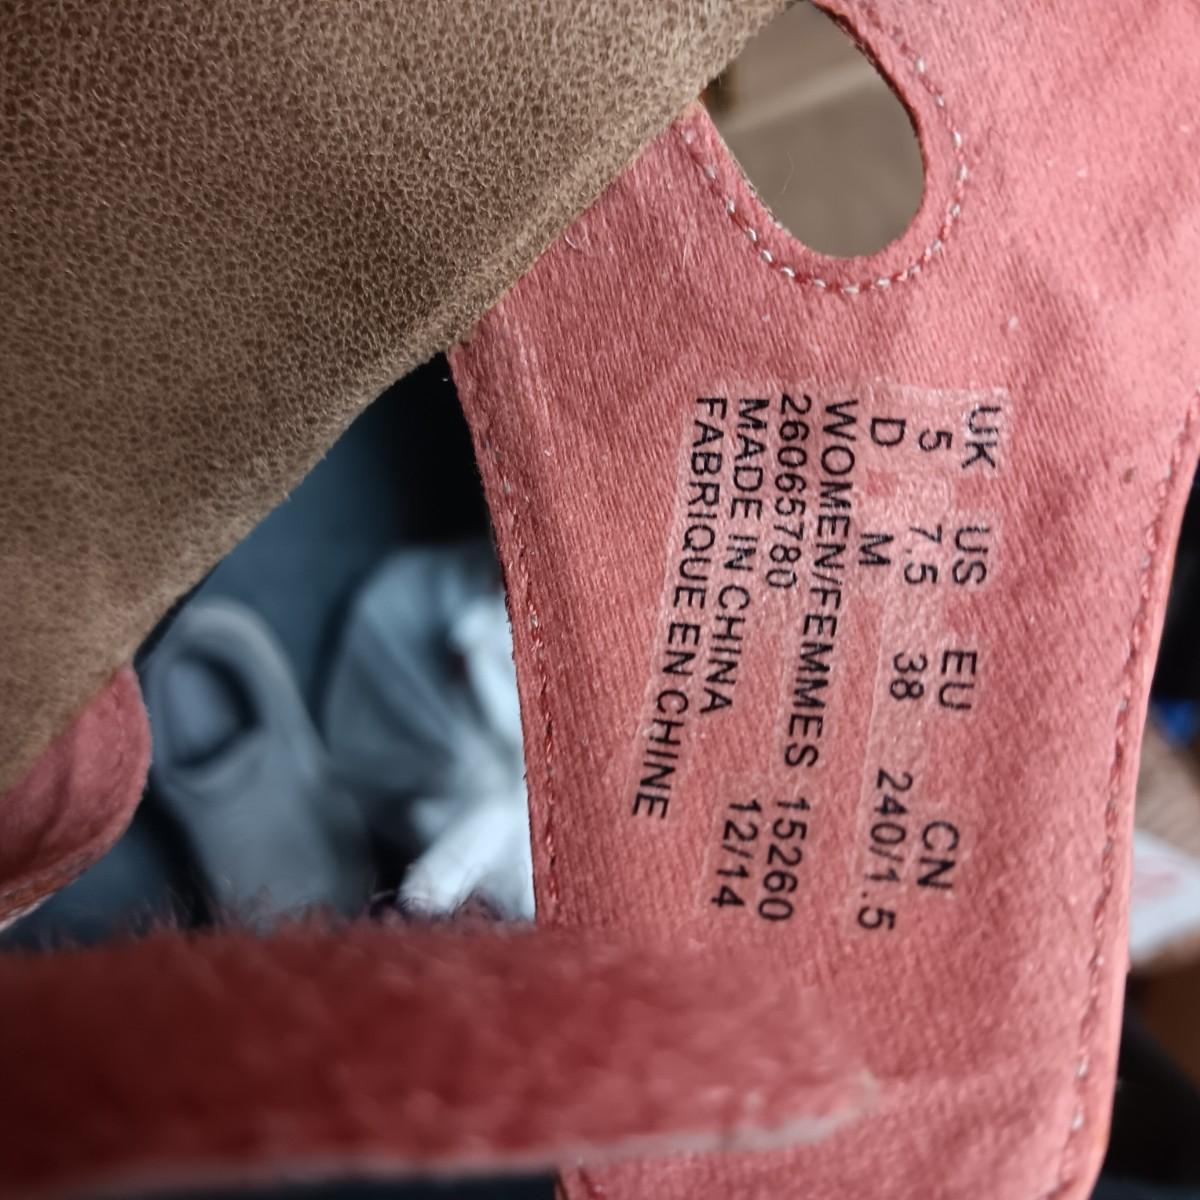 UK US EU CN
5 7.5 38 240/1.5
D M
WOMEN/FEMMES 15260
26065780 12/14
MADE IN CHINA
FABRIQUE EN CHINE